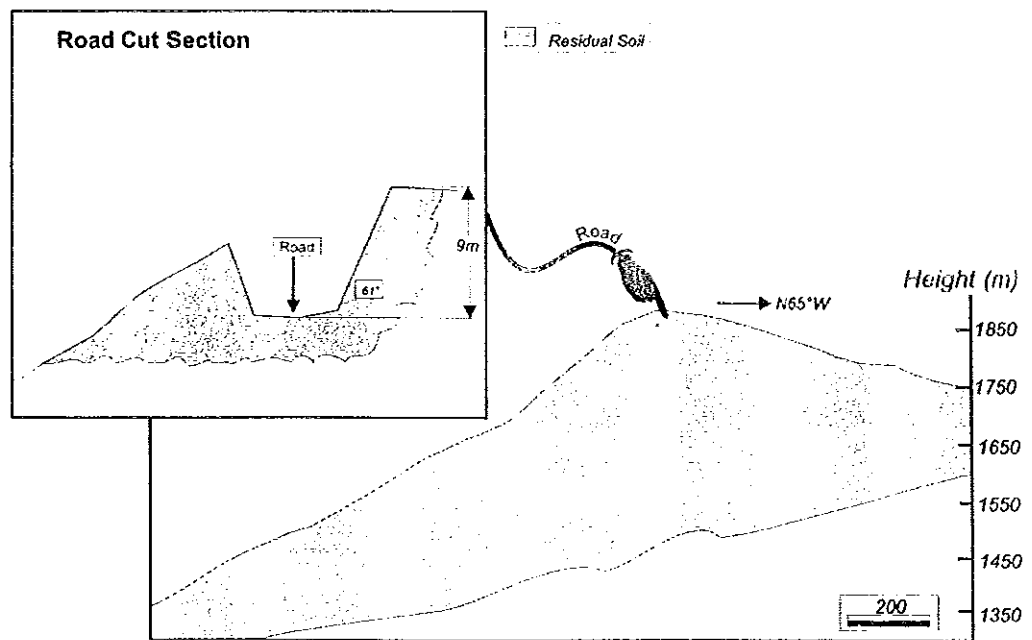 Road Cut Section
Residual Soil
Road
9m
61°
Road
Height (m)
N65°W
1850
1750
1650
1550
1450
1350
200